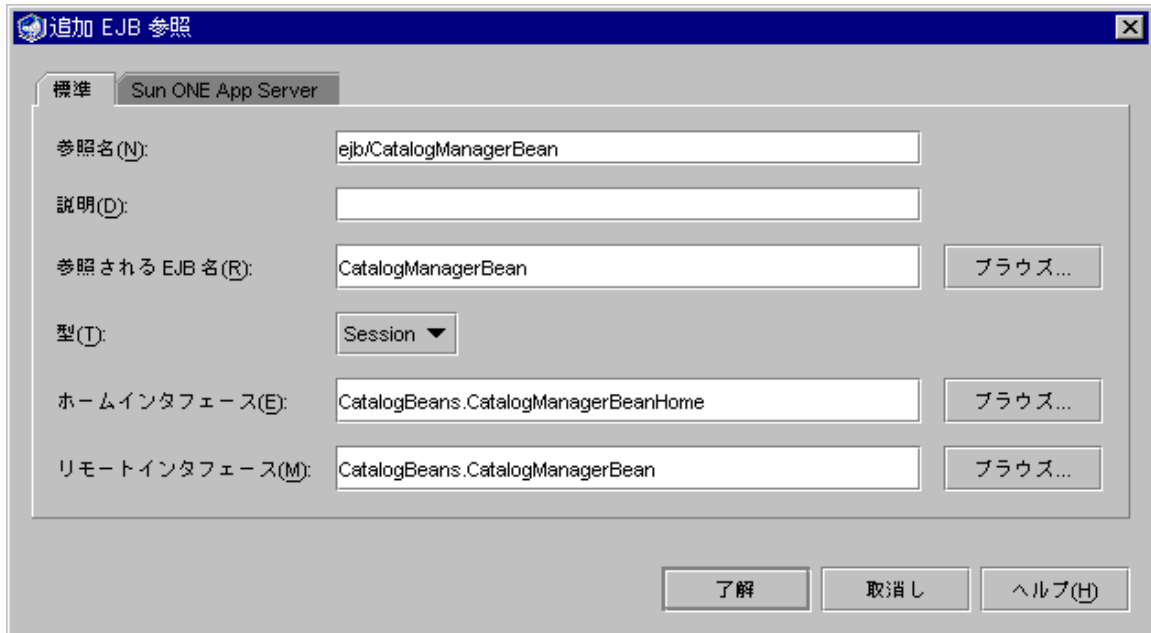 追加 EJB 参照
標準 Sun ONE App Server
参照名(N): ejb/CatalogManagerBean
説明(D):
参照される EJB 名(R): CatalogManagerBean ブラウズ...
型(T): Session
ホームインタフェース(E): CatalogBeans.CatalogManagerBeanHome ブラウズ...
リモートインタフェース(M): CatalogBeans.CatalogManagerBean ブラウズ...
了解 取消し ヘルプ(H)